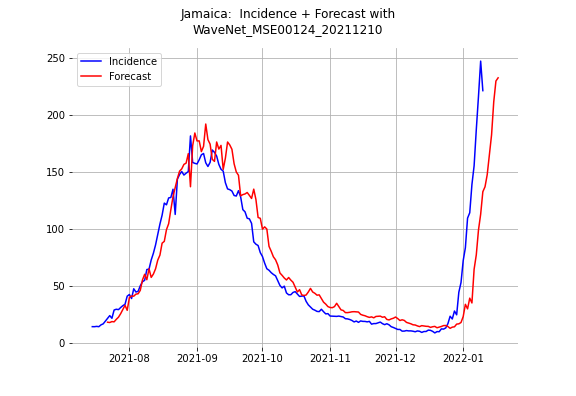 Jamaica:  Incidence + Forecast with
WaveNet_MSE00124_20211210
Incidence
Forecast
250
200
150
100
50
0
2021-08 2021-09 2021-10 2021-11 2021-12 2022-01